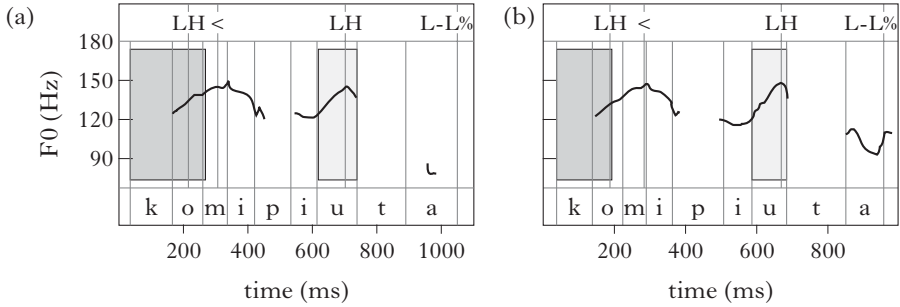 (a)
LH < LH L-L%
180
150
120
90
F0 (Hz)
k o m i p i u t a
200 400 600 800 1000
time (ms)
(b)
LH < LH L-L%
k o m i p i u t a
200 400 600 800
time (ms)